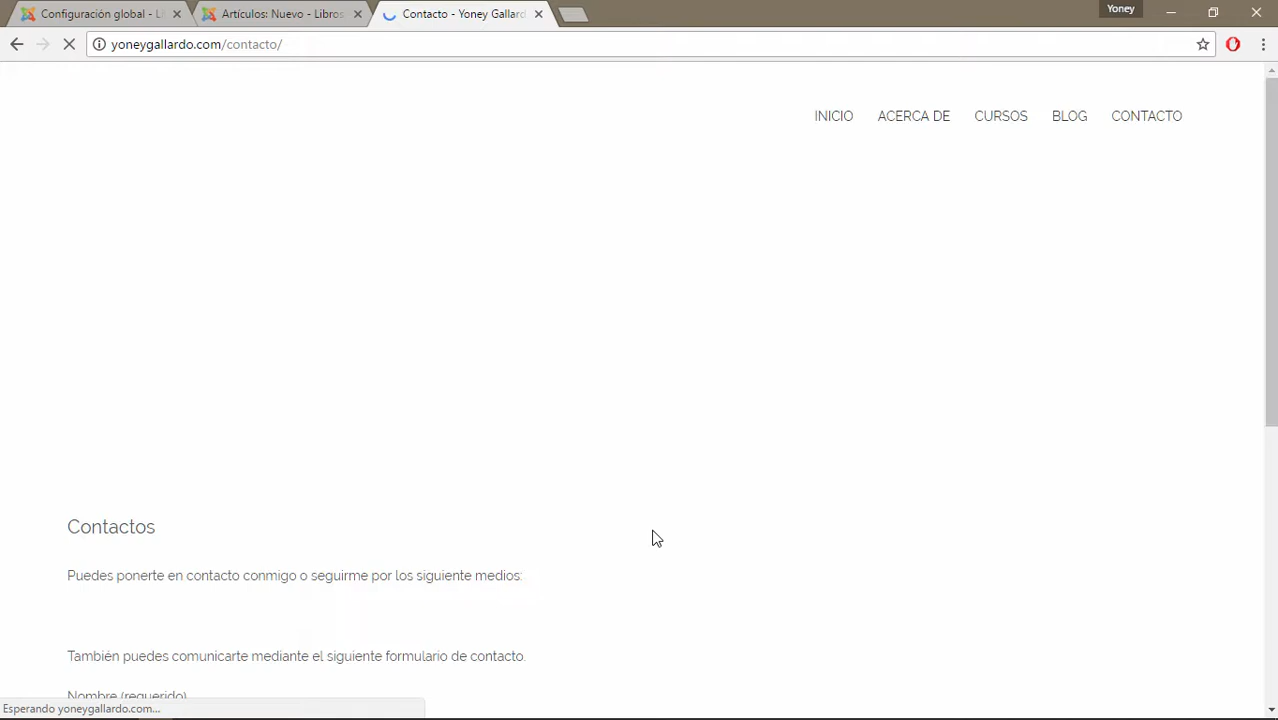 Configuración global - Li
Artículos: Nuevo - Libros
Contacto - Yoney Gallard
Yoney
yoneygallardo.com/contacto/
INICIO ACERCA DE CURSOS BLOG CONTACTO
Contactos
Puedes ponerte en contacto conmigo o seguirme por los siguiente medios:
También puedes comunicarte mediante el siguiente formulario de contacto.
Nombre (requerido)
Esperando yoneygallardo.com...